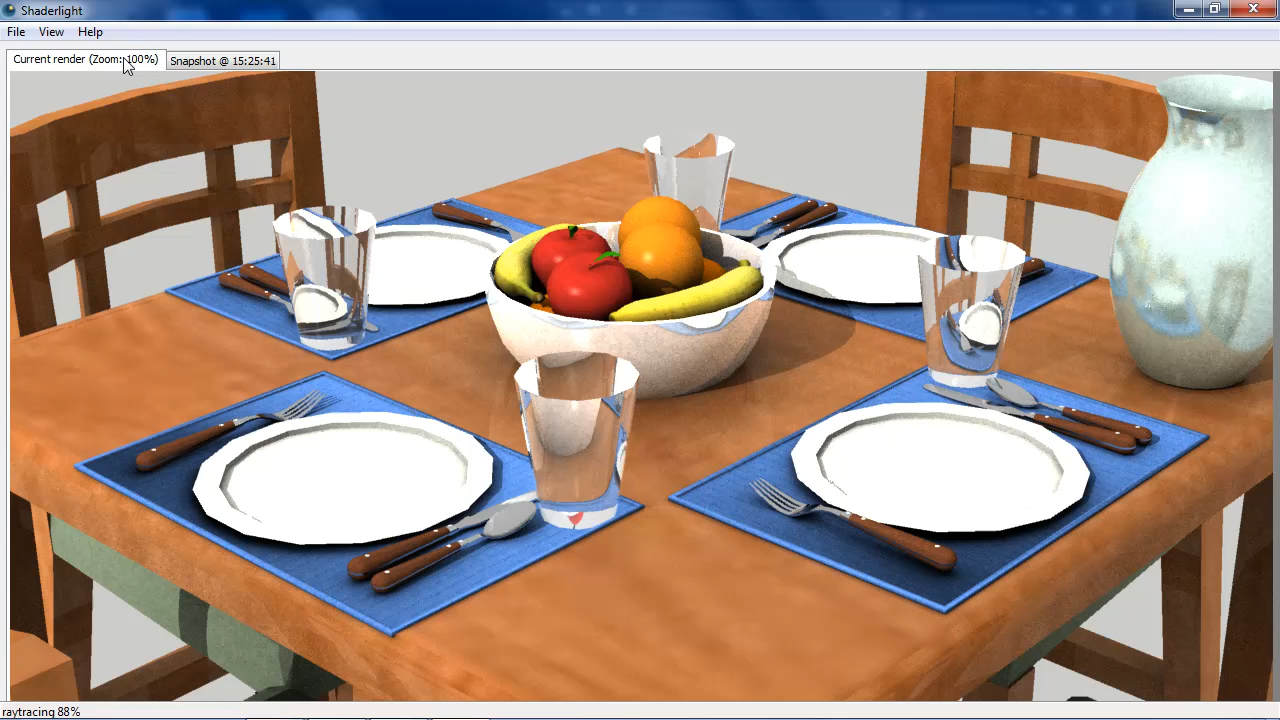 Shaderlight
File View Help
Current render (Zoom: 100%) Snapshot @ 15:25:41
raytracing 88%